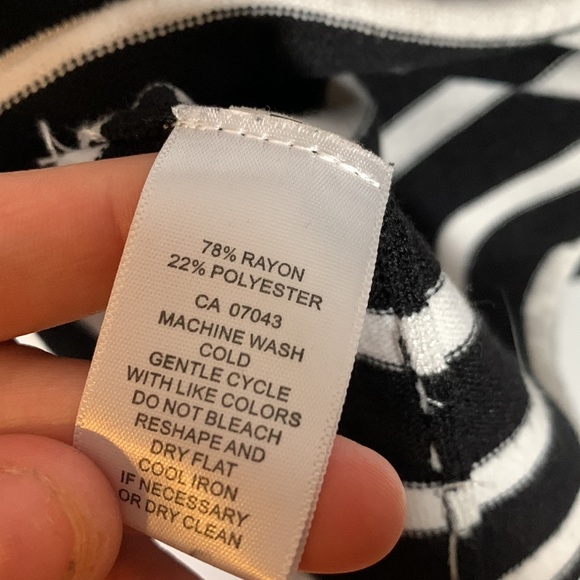 78% RAYON
22% POLYESTER
CA 07043
MACHINE WASH
COLD
GENTLE CYCLE
WITH LIKE COLORS
DO NOT BLEACH
RESHAPE AND
DRY FLAT
COOL IRON
IF NECESSARY
OR DRY CLEAN